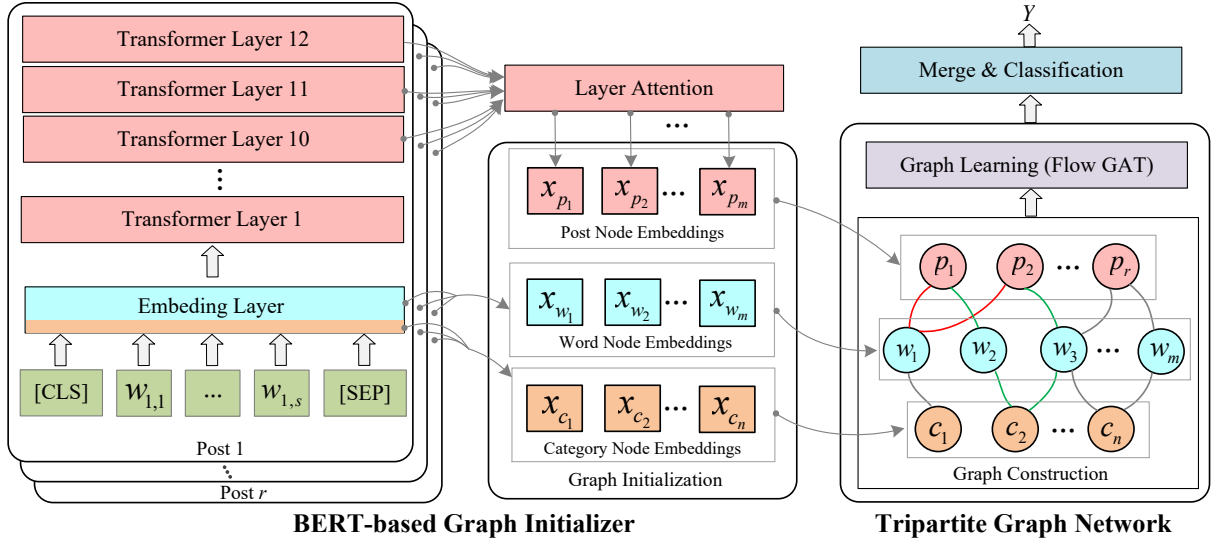 Transformer Layer 12
Transformer Layer 11
Transformer Layer 10
⋮
Transformer Layer 1
Embeding Layer
[CLS] w_{1,1} ... w_{1,s} [SEP]
Post 1
Post r
Layer Attention
...
x_{p_1} x_{p_2} ... x_{p_m}
Post Node Embeddings
x_{w_1} x_{w_2} ... x_{w_m}
Word Node Embeddings
x_{c_1} x_{c_2} ... x_{c_n}
Category Node Embeddings
Graph Initialization
BERT-based Graph Initializer
Y
Merge & Classification
Graph Learning (Flow GAT)
p_1 p_2 ... p_r
w_1 w_2 w_3 ... w_m
c_1 c_2 ... c_n
Graph Construction
Tripartite Graph Network